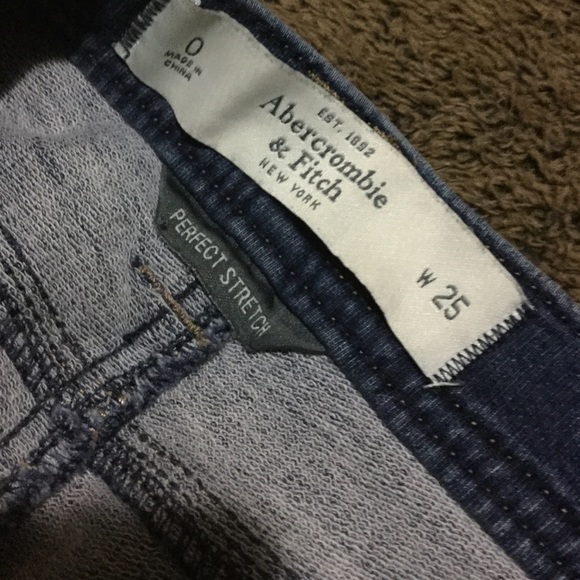 0
MADE IN
CHINA
EST. 1892
Abercrombie
& Fitch
NEW YORK
W 25
PERFECT STRETCH